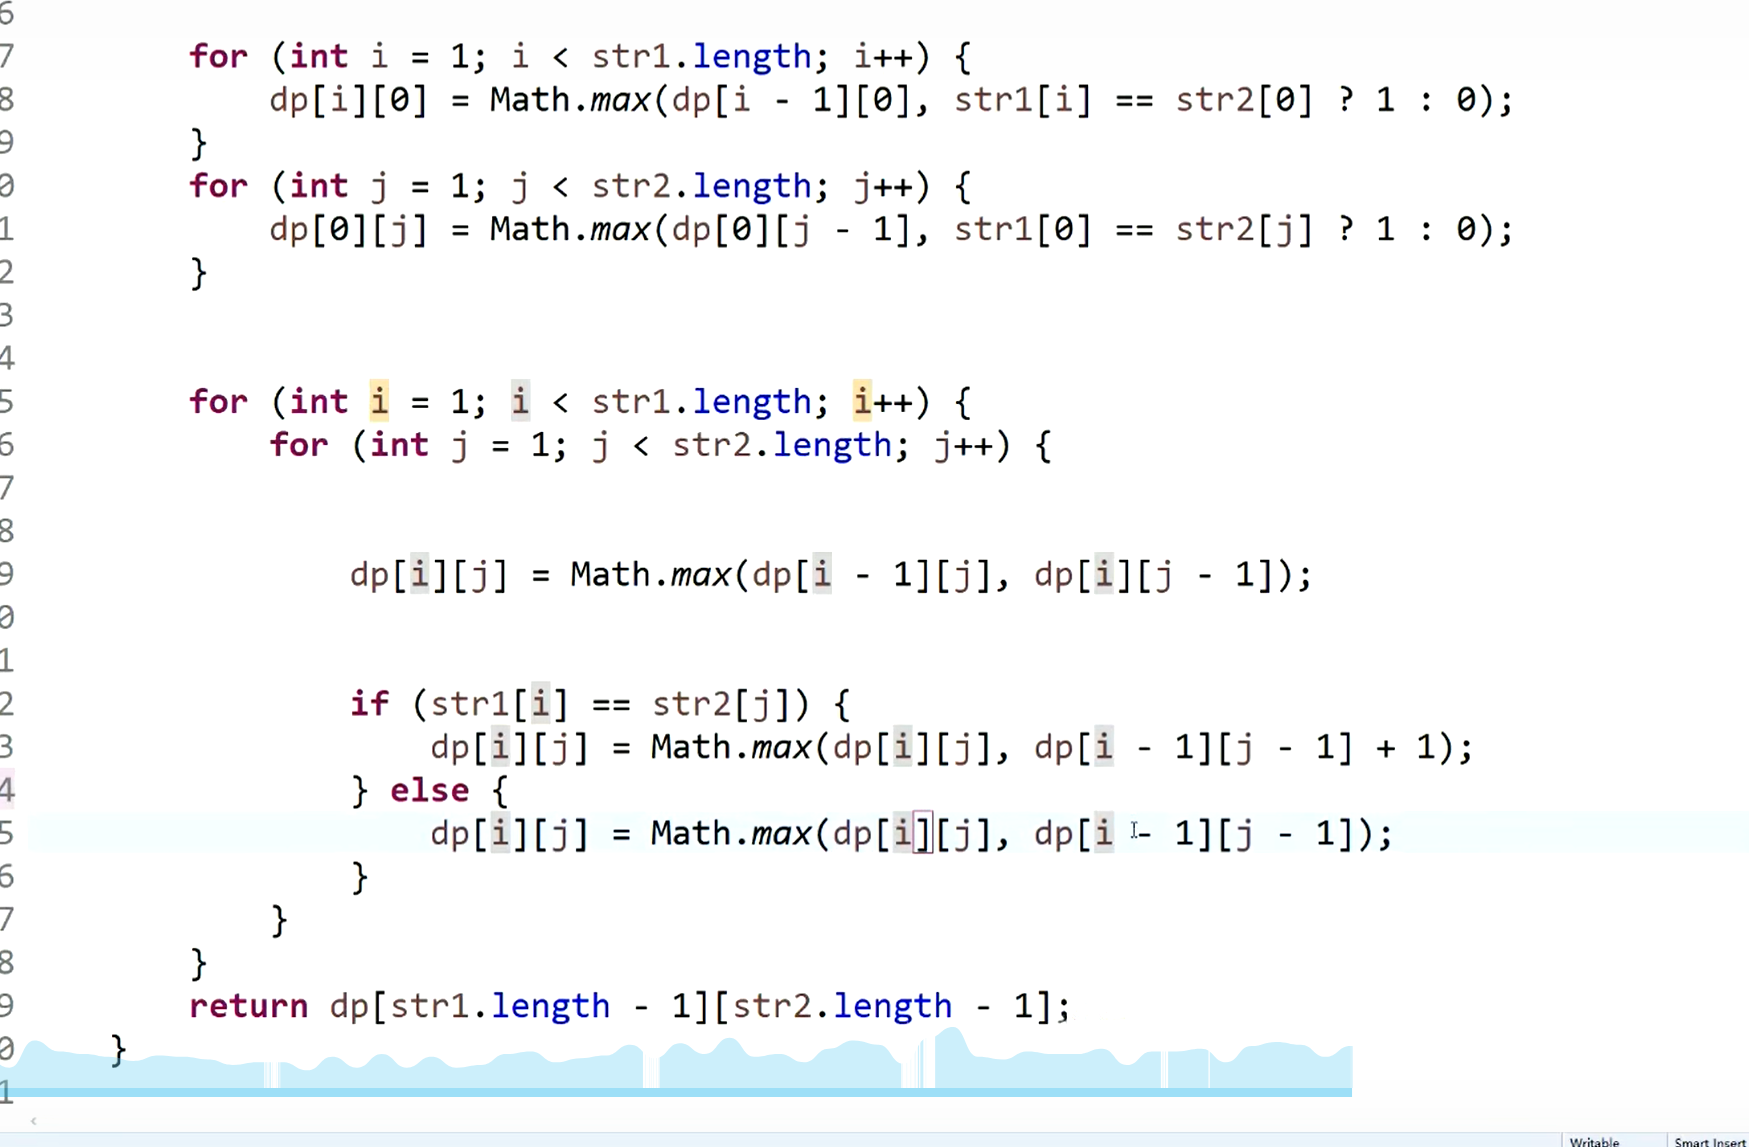 6
7 for (int i = 1; i < str1.length; i++) {
8 dp[i][0] = Math.max(dp[i - 1][0], str1[i] == str2[0] ? 1 : 0);
9 }
0 for (int j = 1; j < str2.length; j++) {
1 dp[0][j] = Math.max(dp[0][j - 1], str1[0] == str2[j] ? 1 : 0);
2 }
3
4
5 for (int i = 1; i < str1.length; i++) {
6 for (int j = 1; j < str2.length; j++) {
7
8
9 dp[i][j] = Math.max(dp[i - 1][j], dp[i][j - 1]);
0
1
2 if (str1[i] == str2[j]) {
3 dp[i][j] = Math.max(dp[i][j], dp[i - 1][j - 1] + 1);
4 } else {
5 dp[i][j] = Math.max(dp[i][j], dp[i - 1][j - 1]);
6 }
7 }
8 }
9 return dp[str1.length - 1][str2.length - 1];
0 }
1
Writable Smart Insert